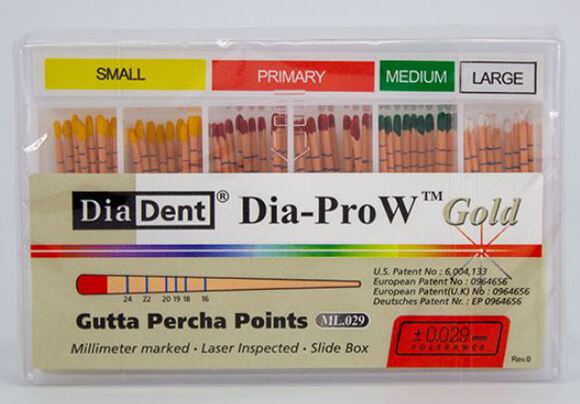 SMALL PRIMARY MEDIUM LARGE
DiaDent® Dia-ProW™ Gold
U.S. Patent No : 6,004,133
European Patent No : 0964656
European Patent(U.K) No : 0964656
Deutsches Patent Nr. : EP 0964656
24 22 20 19 18 16
Gutta Percha Points ML.029
± 0.029 mm
TOLERANCE
Millimeter marked · Laser Inspected · Slide Box
Rev.0